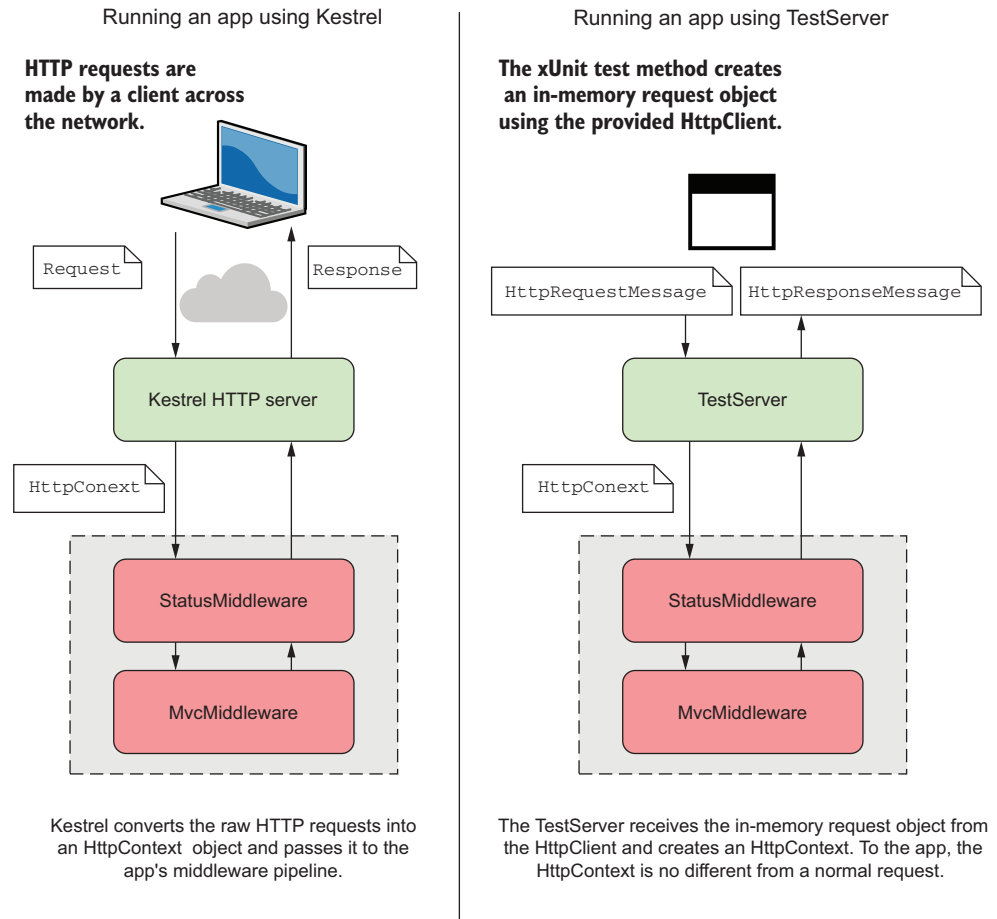 Running an app using Kestrel
HTTP requests are
made by a client across
the network.
Request
Response
Kestrel HTTP server
HttpConext
StatusMiddleware
MvcMiddleware
Kestrel converts the raw HTTP requests into
an HttpContext object and passes it to the
app's middleware pipeline.
Running an app using TestServer
The xUnit test method creates
an in-memory request object
using the provided HttpClient.
HttpRequestMessage
HttpResponseMessage
TestServer
HttpConext
StatusMiddleware
MvcMiddleware
The TestServer receives the in-memory request object from
the HttpClient and creates an HttpContext. To the app, the
HttpContext is no different from a normal request.